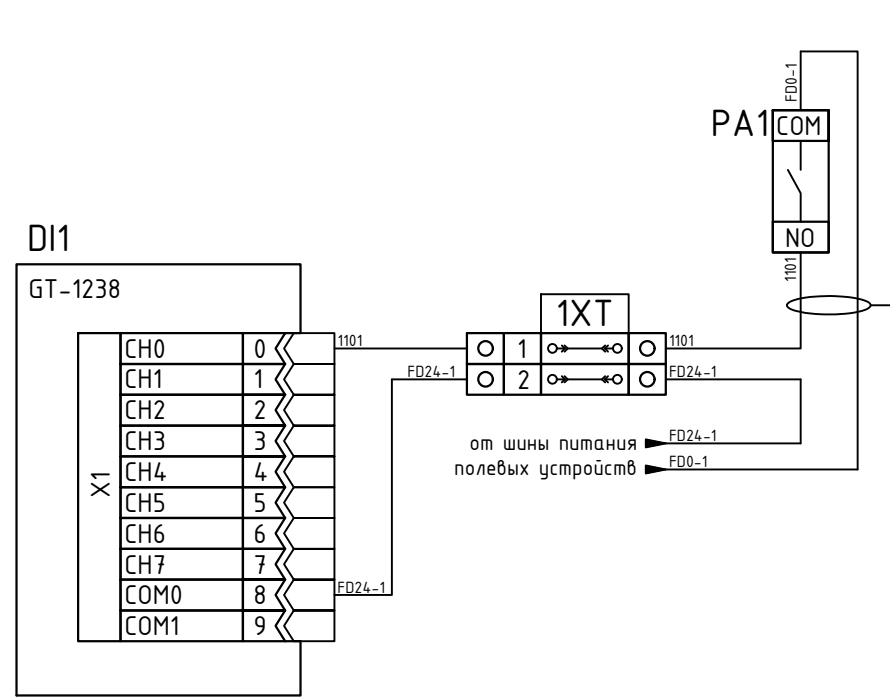 FD0-1
PA1
COM
NO
1101
DI1
GT-1238
X1
CH0 0
CH1 1
CH2 2
CH3 3
CH4 4
CH5 5
CH6 6
CH7 7
COM0 8
COM1 9
1101
FD24-1
FD24-1
1XT
1
2
1101
FD24-1
от шины питания
полевых устройств
FD24-1
FD0-1